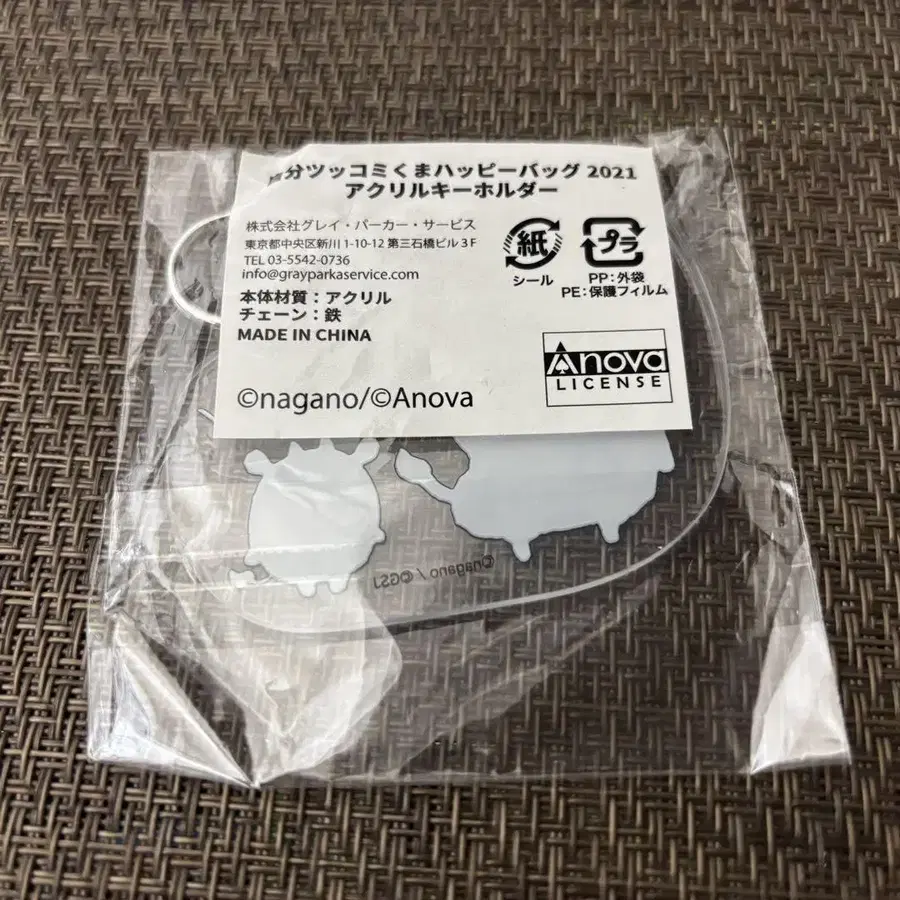 分ツッコミくまハッピーバッグ 2021
アクリルキーホルダー
株式会社グレイ・パーカー・サービス
東京都中央区新川 1-10-12 第三石橋ビル 3 F
TEL 03-5542-0736
info@grayparkaservice.com
本体材質：アクリル
チェーン：鉄
MADE IN CHINA
紙
シール
プラ
PP：外袋
PE：保護フィルム
Anova
LICENSE
©nagano/©Anova
©nagano / ©GSJ